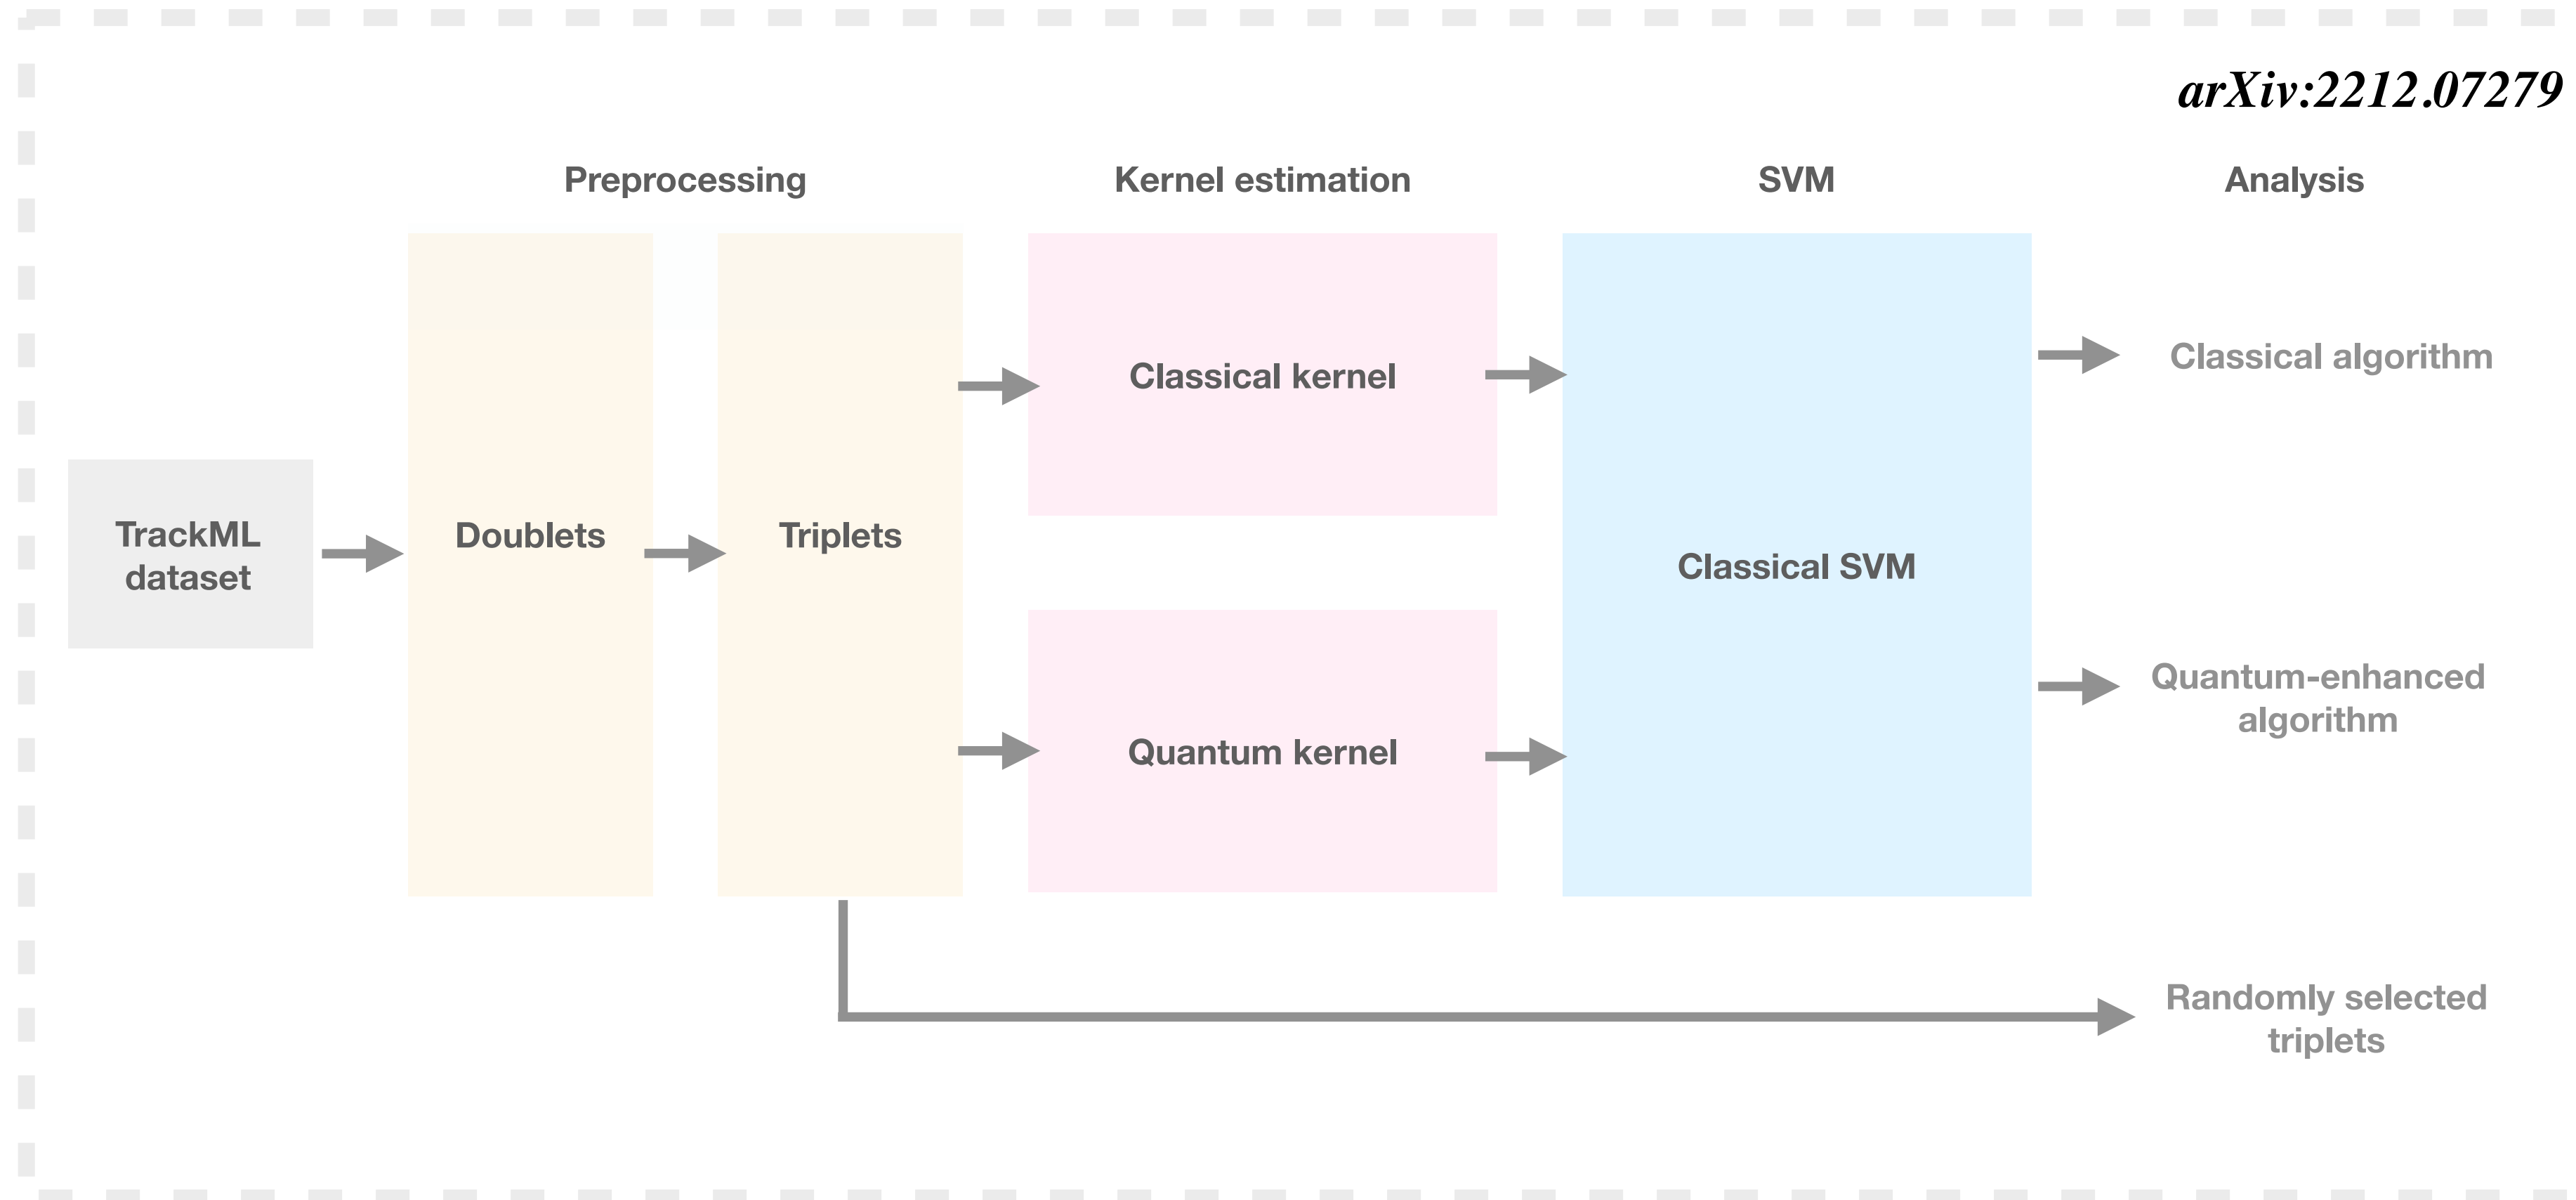 arXiv:2212.07279
Preprocessing
Kernel estimation
SVM
Analysis
TrackML
dataset
Doublets
Triplets
Classical kernel
Quantum kernel
Classical SVM
Classical algorithm
Quantum-enhanced
algorithm
Randomly selected
triplets